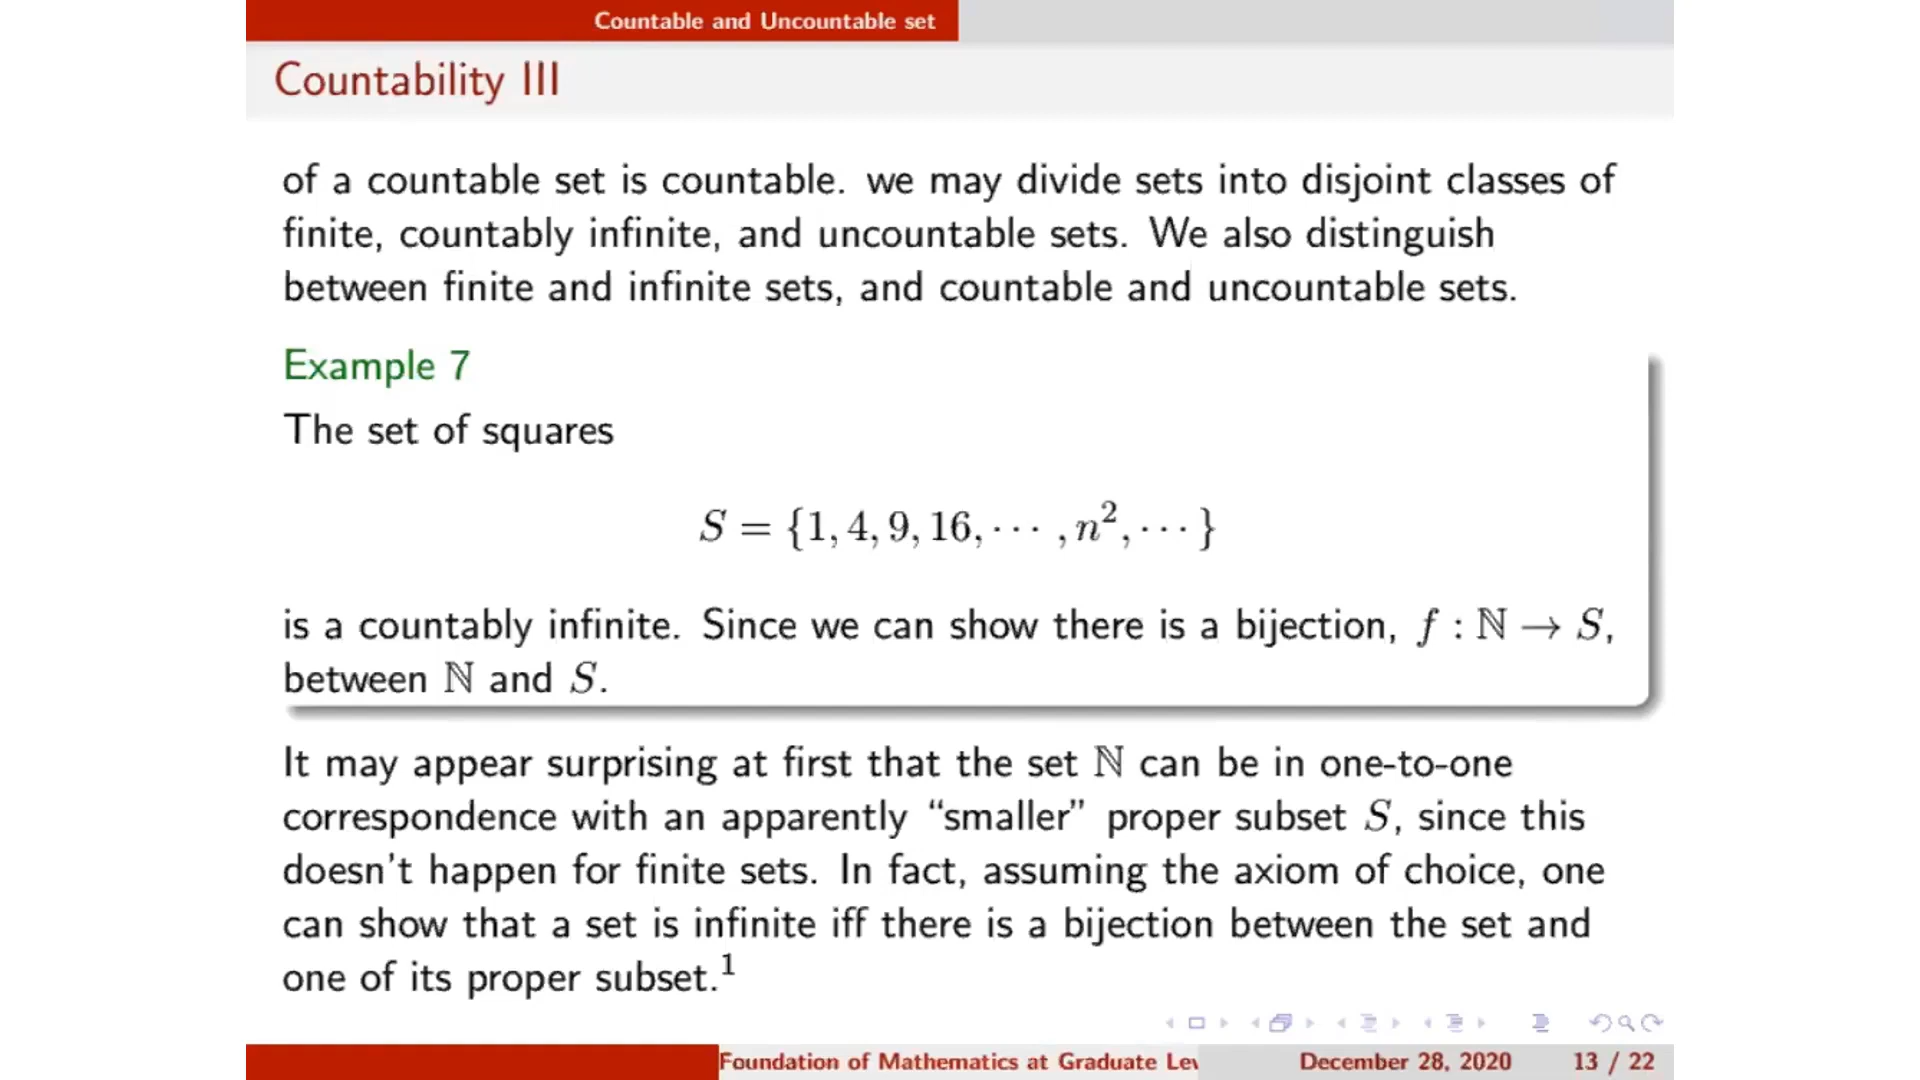 Countable and Uncountable set
Countability III
of a countable set is countable. we may divide sets into disjoint classes of
finite, countably infinite, and uncountable sets. We also distinguish
between finite and infinite sets, and countable and uncountable sets.
Example 7
The set of squares
S = {1, 4, 9, 16, ⋯ , n², ⋯ }
is a countably infinite. Since we can show there is a bijection, f : ℕ → S,
between ℕ and S.
It may appear surprising at first that the set ℕ can be in one-to-one
correspondence with an apparently “smaller” proper subset S, since this
doesn't happen for finite sets. In fact, assuming the axiom of choice, one
can show that a set is infinite iff there is a bijection between the set and
one of its proper subset.¹
Foundation of Mathematics at Graduate Lev December 28, 2020 13 / 22